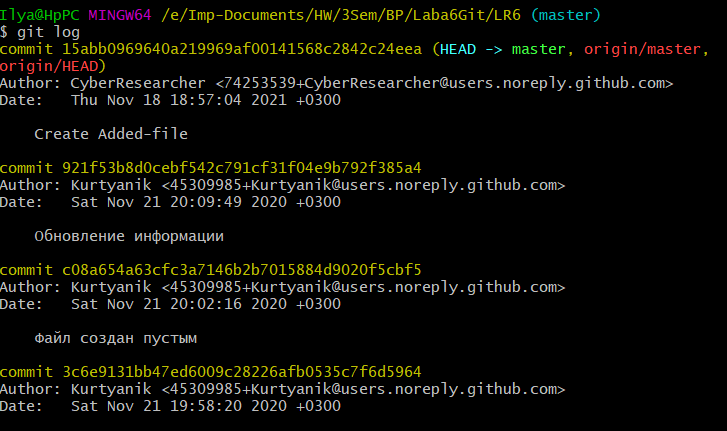 Ilya@HpPC MINGW64 /e/Imp-Documents/HW/3Sem/BP/Laba6Git/LR6 (master)
$ git log
commit 15abb0969640a219969af00141568c2842c24eea (HEAD -> master, origin/master,
origin/HEAD)
Author: CyberResearcher <74253539+CyberResearcher@users.noreply.github.com>
Date:   Thu Nov 18 18:57:04 2021 +0300
Create Added-file
commit 921f53b8d0cebf542c791cf31f04e9b792f385a4
Author: Kurtyanik <45309985+Kurtyanik@users.noreply.github.com>
Date:   Sat Nov 21 20:09:49 2020 +0300
Обновление информации
commit c08a654a63cfc3a7146b2b7015884d9020f5cbf5
Author: Kurtyanik <45309985+Kurtyanik@users.noreply.github.com>
Date:   Sat Nov 21 20:02:16 2020 +0300
Файл создан пустым
commit 3c6e9131bb47ed6009c28226afb0535c7f6d5964
Author: Kurtyanik <45309985+Kurtyanik@users.noreply.github.com>
Date:   Sat Nov 21 19:58:20 2020 +0300